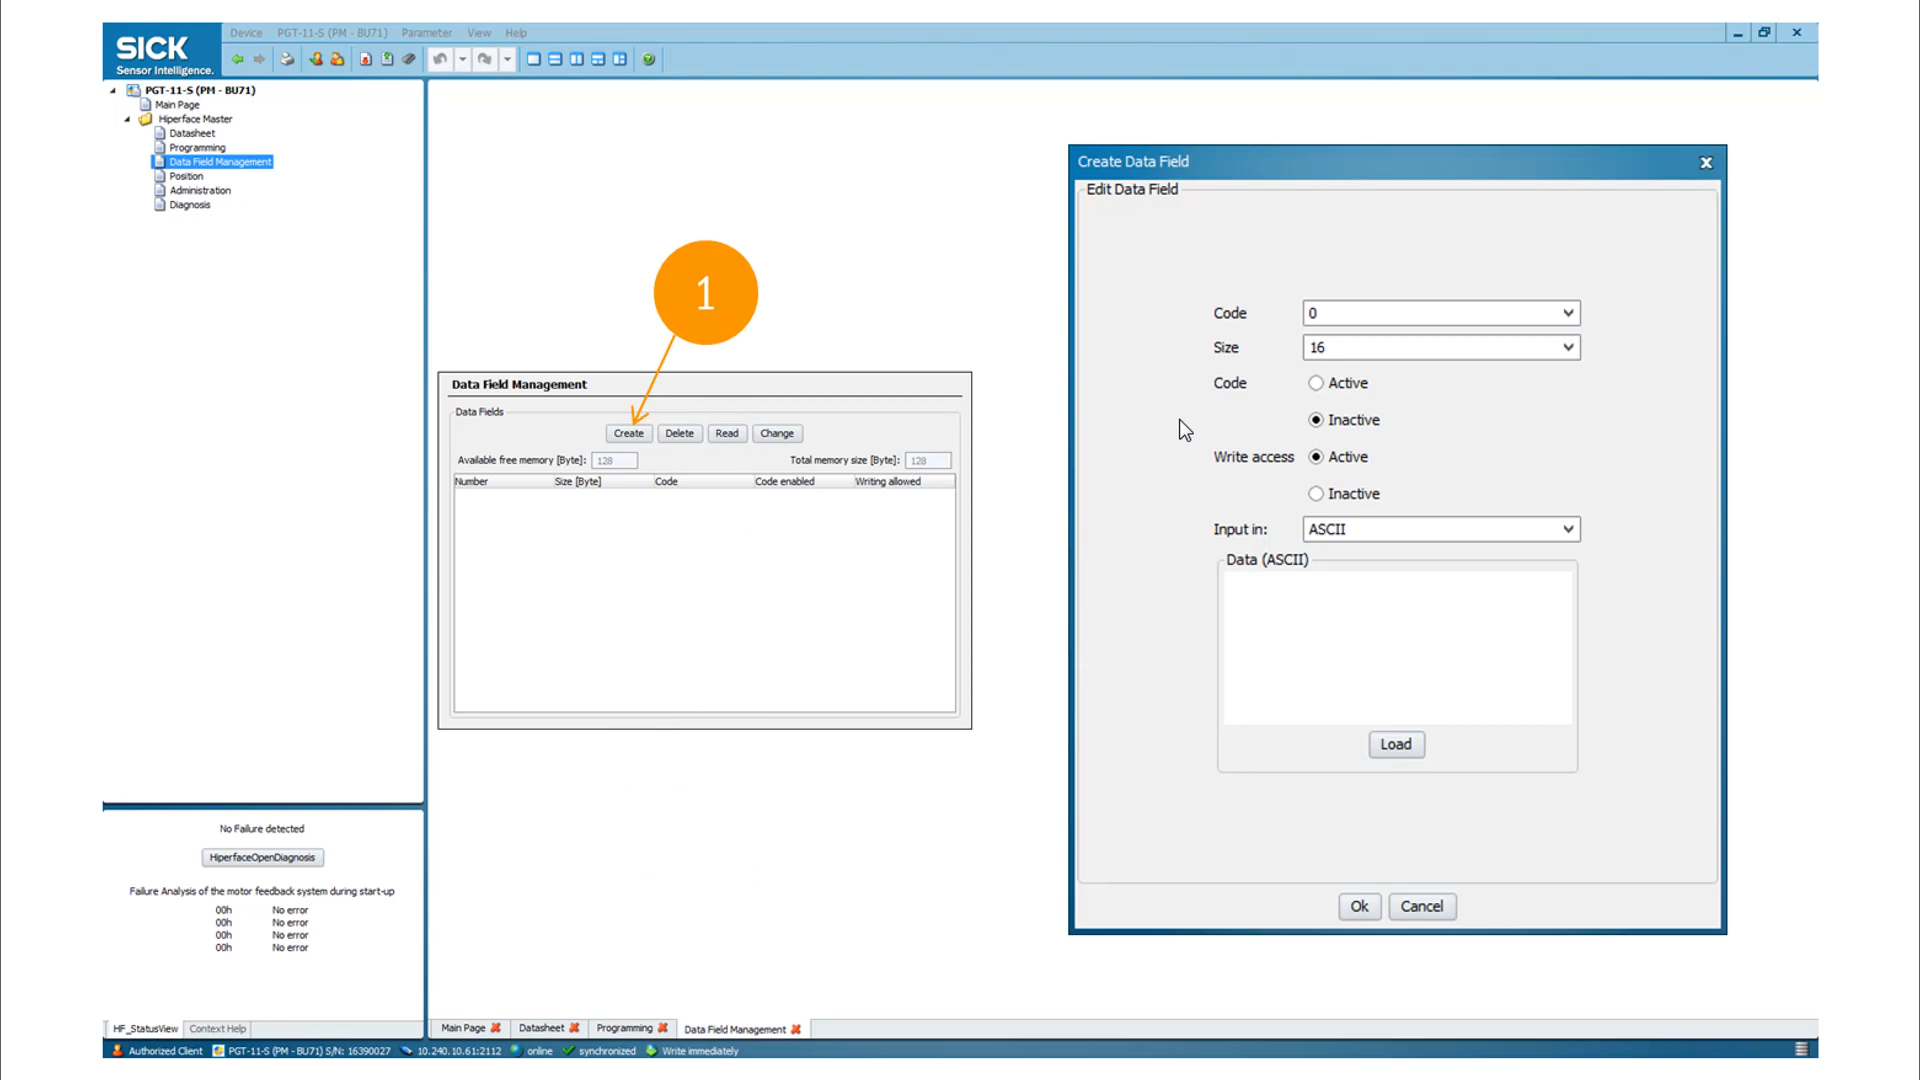 SICK
Sensor Intelligence.
Device PGT-11-S (PM - BU71) Parameter View Help
PGT-11-S (PM - BU71)
Main Page
Hiperface Master
Datasheet
Programming
Data Field Management
Position
Administration
Diagnosis
1
Data Field Management
Data Fields
Create Delete Read Change
Available free memory [Byte]: 128 Total memory size [Byte]: 128
Number Size [Byte] Code Code enabled Writing allowed
Create Data Field
Edit Data Field
Code 0
Size 16
Code Active
Inactive
Write access Active
Inactive
Input in: ASCII
Data (ASCII)
Load
Ok Cancel
No Failure detected
HiperfaceOpenDiagnosis
Failure Analysis of the motor feedback system during start-up
00h No error
00h No error
00h No error
00h No error
HF_StatusView Context Help
Main Page Datasheet Programming Data Field Management
Authorized Client PGT-11-S (PM - BU71) S/N: 16390027 10.240.10.61:2112 online synchronized Write immediately